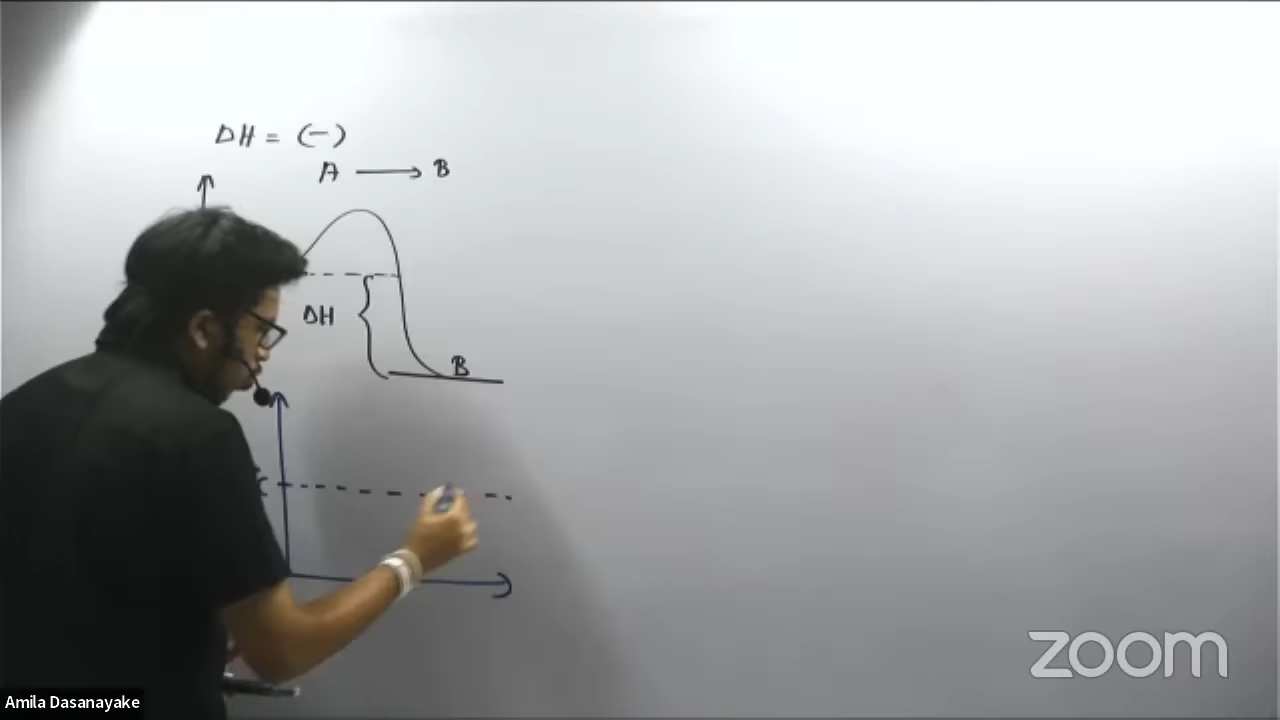 ΔH = (−)
A ⟶ B
ΔH
B
zoom
Amila Dasanayake